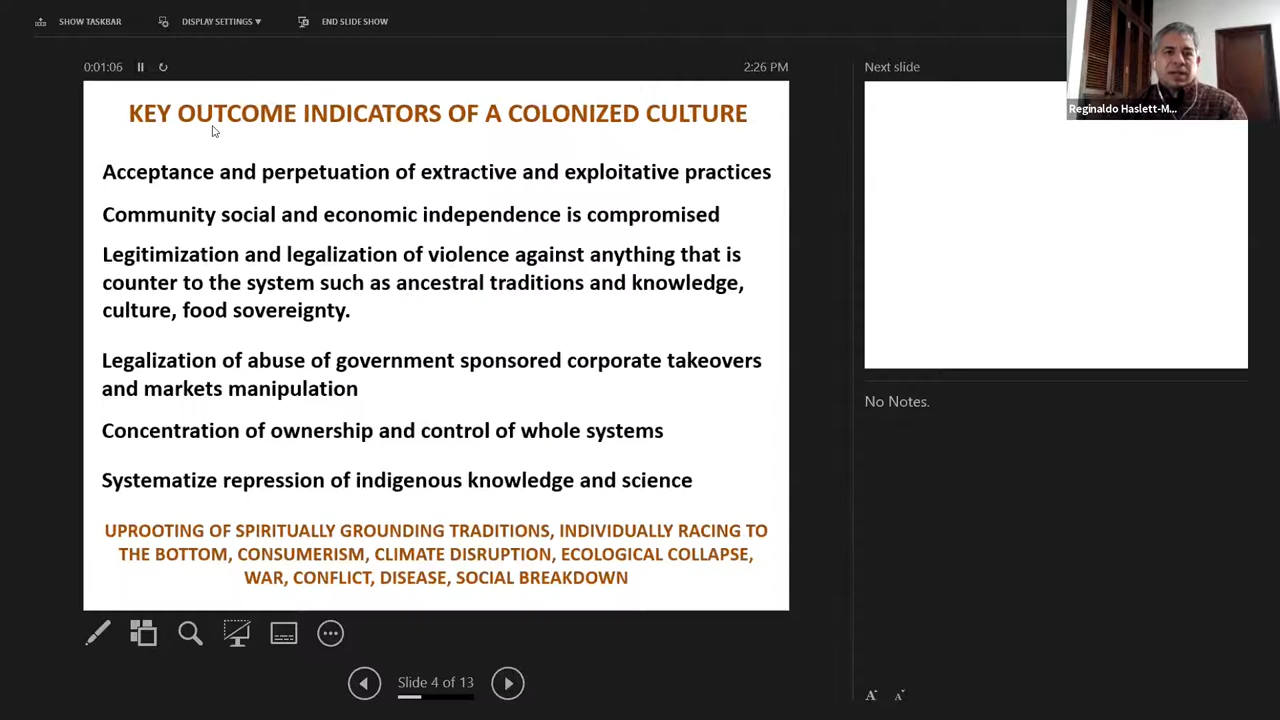 SHOW TASKBAR
DISPLAY SETTINGS ▾
END SLIDE SHOW
0:01:06
2:26 PM
Next slide
Reginaldo Haslett-M...
KEY OUTCOME INDICATORS OF A COLONIZED CULTURE
Acceptance and perpetuation of extractive and exploitative practices
Community social and economic independence is compromised
Legitimization and legalization of violence against anything that is
counter to the system such as ancestral traditions and knowledge,
culture, food sovereignty.
Legalization of abuse of government sponsored corporate takeovers
and markets manipulation
Concentration of ownership and control of whole systems
Systematize repression of indigenous knowledge and science
UPROOTING OF SPIRITUALLY GROUNDING TRADITIONS, INDIVIDUALLY RACING TO
THE BOTTOM, CONSUMERISM, CLIMATE DISRUPTION, ECOLOGICAL COLLAPSE,
WAR, CONFLICT, DISEASE, SOCIAL BREAKDOWN
No Notes.
Slide 4 of 13
A A